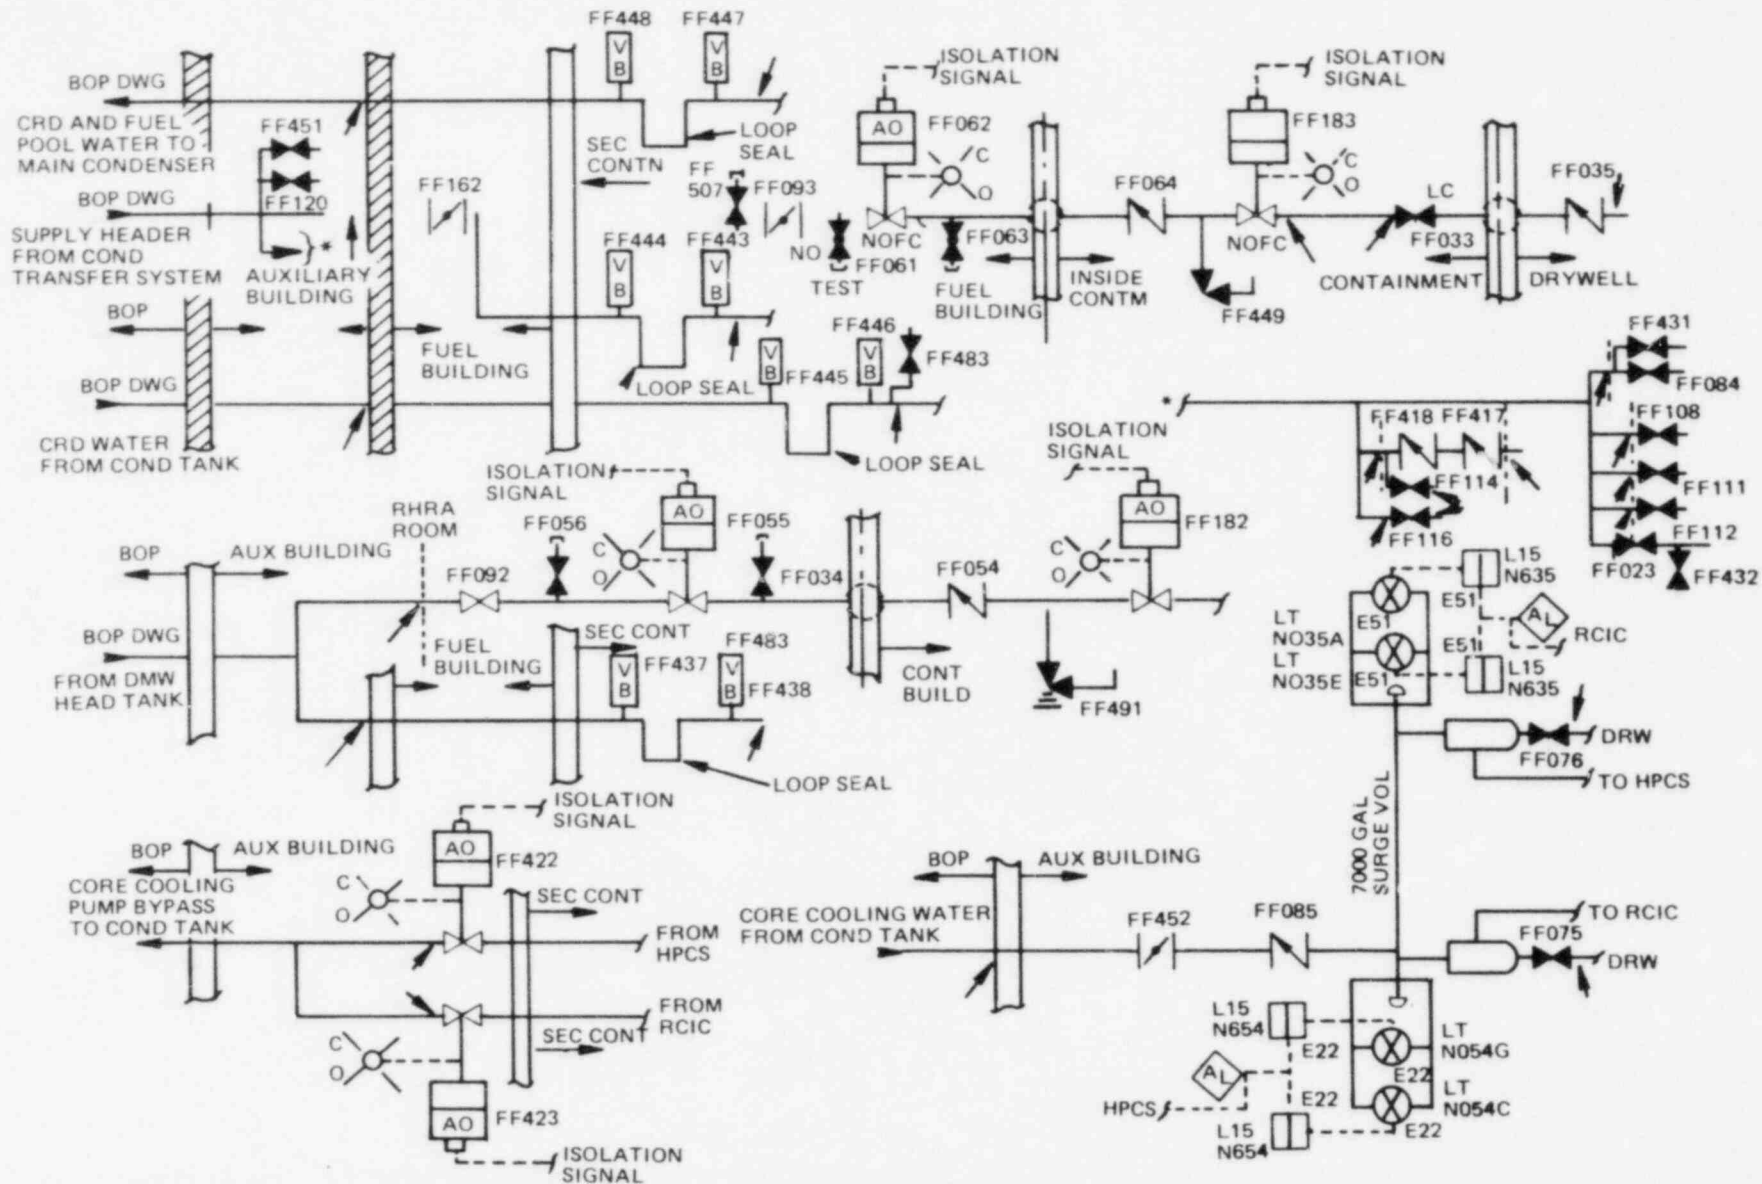 FF448
FF447
V
B
V
B
BOP DWG
CRD AND FUEL
POOL WATER TO
MAIN CONDENSER
FF451
FF120
BOP DWG
SUPPLY HEADER
FROM COND
TRANSFER SYSTEM
*
AUXILIARY
BUILDING
FF162
SEC
CONTN
LOOP
SEAL
FF
507
FF093
NO
FF061
TEST
FF444
FF443
V
B
V
B
ISOLATION
SIGNAL
AO
FF062
C
O
NOFC
FF063
FUEL
BUILDING
INSIDE
CONTM
FF064
ISOLATION
SIGNAL
FF183
C
O
NOFC
FF449
LC
FF033
CONTAINMENT
DRYWELL
FF035
BOP
FUEL
BUILDING
LOOP SEAL
V
B
FF445
FF446
V
B
FF483
LOOP SEAL
BOP DWG
CRD WATER
FROM COND TANK
*
FF418
FF417
FF114
FF116
FF431
FF084
FF108
FF111
FF112
FF023
FF432
RHRA
ROOM
ISOLATION
SIGNAL
AO
C
O
FF056
FF055
FF092
FF034
FF054
ISOLATION
SIGNAL
AO
FF182
C
O
BOP
AUX BUILDING
BOP DWG
FROM DMW
HEAD TANK
FUEL
BUILDING
SEC CONT
V
B
FF437
FF483
V
B
FF438
LOOP SEAL
CONT
BUILD
FF491
LT
NO35A
LT
NO35E
E51
E51
E51
E51
L15
N635
L15
N635
AL
RCIC
DRW
FF076
TO HPCS
7000 GAL
SURGE VOL
BOP
AUX BUILDING
CORE COOLING
PUMP BYPASS
TO COND TANK
ISOLATION
SIGNAL
AO
FF422
C
O
SEC CONT
FROM
HPCS
FROM
RCIC
SEC CONT
C
O
AO
FF423
ISOLATION
SIGNAL
BOP
AUX BUILDING
CORE COOLING WATER
FROM COND TANK
FF452
FF085
TO RCIC
FF075
DRW
L15
N654
E22
LT
N054G
E22
AL
HPCS
E22
LT
N054C
L15
N654
E22